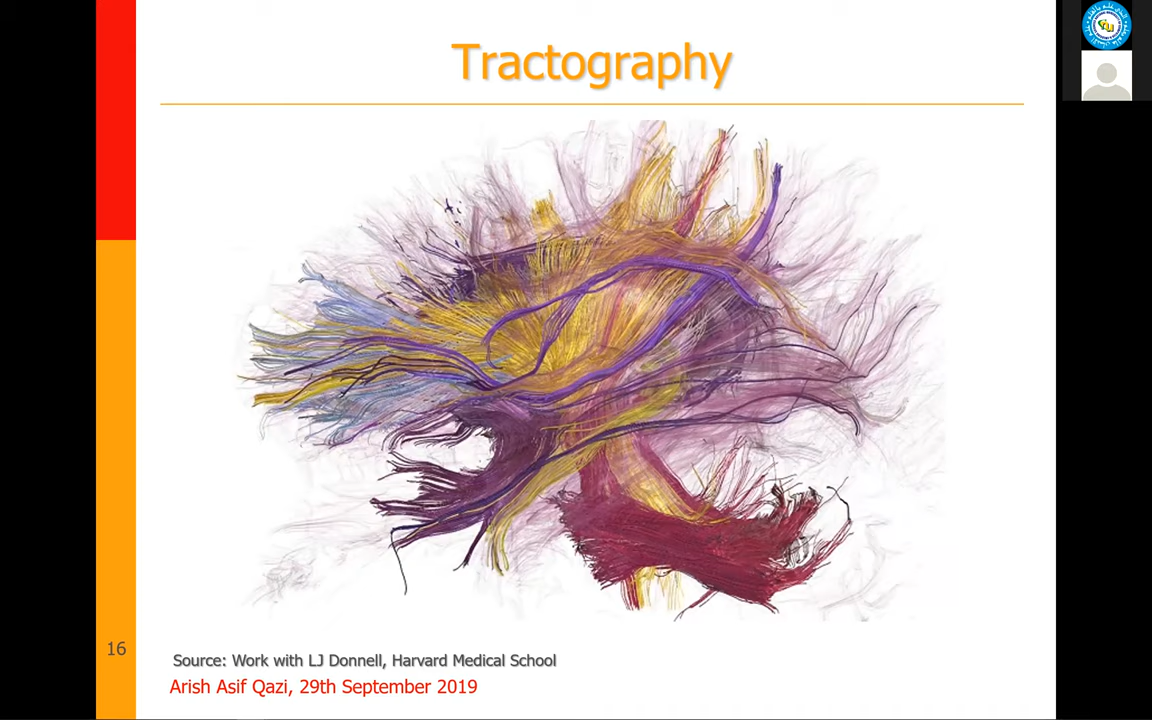 Tractography
16
Source: Work with LJ Donnell, Harvard Medical School
Arish Asif Qazi, 29th September 2019